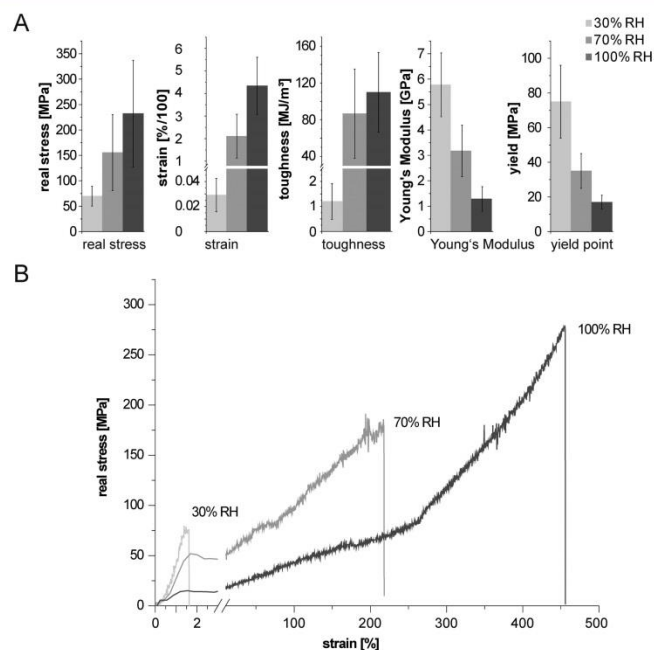 A
30% RH
70% RH
100% RH
real stress [MPa]
350
300
250
200
150
100
50
0
real stress
strain [%/100]
6
5
4
3
2
1
0.04
0.02
0
strain
toughness [MJ/m³]
160
120
80
40
2
1
0
toughness
Young's Modulus [GPa]
7
6
5
4
3
2
1
0
Young's Modulus
yield [MPa]
100
80
60
40
20
0
yield point
B
real stress [MPa]
300
250
200
150
100
50
0
30% RH
70% RH
100% RH
0 2 100 200 300 400 500
strain [%]